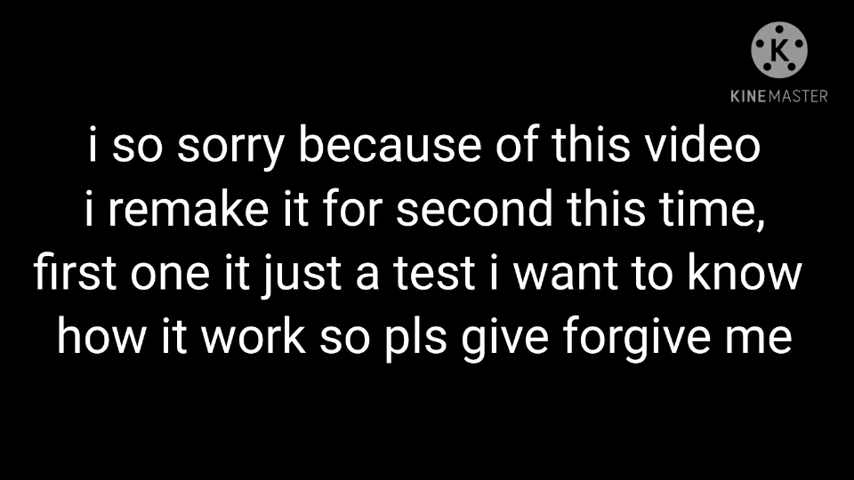 KINEMASTER
i so sorry because of this video
i remake it for second this time,
first one it just a test i want to know
how it work so pls give forgive me